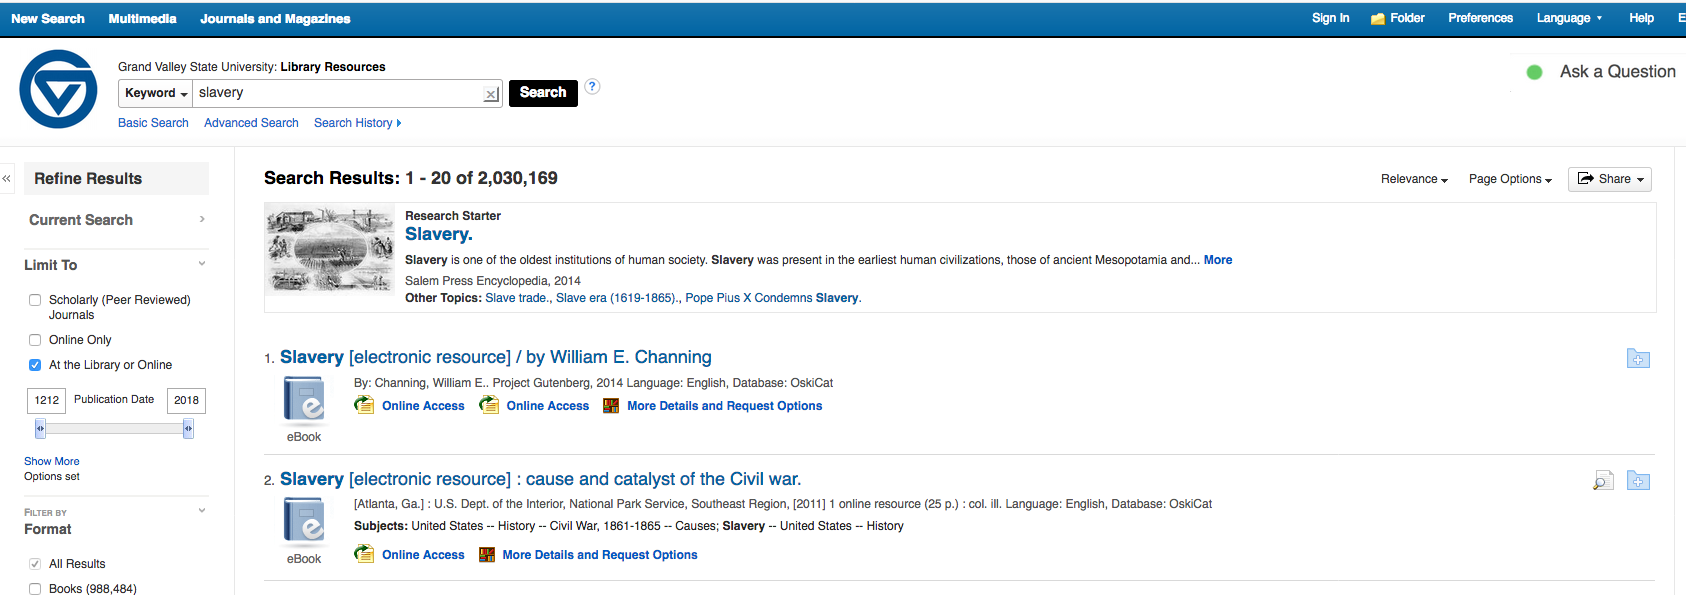 New Search Multimedia Journals and Magazines Sign In Folder Preferences Language Help E
Grand Valley State University: Library Resources
Keyword slavery Search ?
Ask a Question
Basic Search Advanced Search Search History
Refine Results
Current Search
Limit To
Scholarly (Peer Reviewed)
Journals
Online Only
At the Library or Online
1212 Publication Date 2018
Show More
Options set
FILTER BY
Format
All Results
Books (988,484)
Search Results: 1 - 20 of 2,030,169
Relevance Page Options Share
Research Starter
Slavery.
Slavery is one of the oldest institutions of human society. Slavery was present in the earliest human civilizations, those of ancient Mesopotamia and... More
Salem Press Encyclopedia, 2014
Other Topics: Slave trade., Slave era (1619-1865)., Pope Pius X Condemns Slavery.
1. Slavery [electronic resource] / by William E. Channing
By: Channing, William E.. Project Gutenberg, 2014 Language: English, Database: OskiCat
Online Access Online Access More Details and Request Options
eBook
2. Slavery [electronic resource] : cause and catalyst of the Civil war.
[Atlanta, Ga.] : U.S. Dept. of the Interior, National Park Service, Southeast Region, [2011] 1 online resource (25 p.) : col. ill. Language: English, Database: OskiCat
Subjects: United States -- History -- Civil War, 1861-1865 -- Causes; Slavery -- United States -- History
Online Access More Details and Request Options
eBook